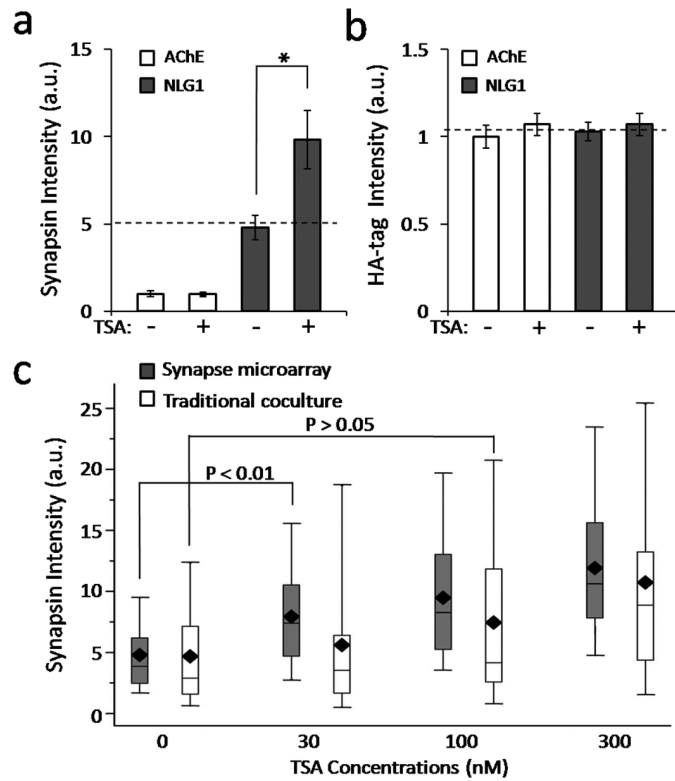 a
AChE
NLG1
*
Synapsin Intensity (a.u.)
15
10
5
0
TSA: - + - +
b
AChE
NLG1
HA-tag Intensity (a.u.)
1.5
1
0.5
0
TSA: - + - +
c
Synapse microarray
Traditional coculture
P > 0.05
P < 0.01
Synapsin Intensity (a.u.)
25
20
15
10
5
0
0 30 100 300
TSA Concentrations (nM)